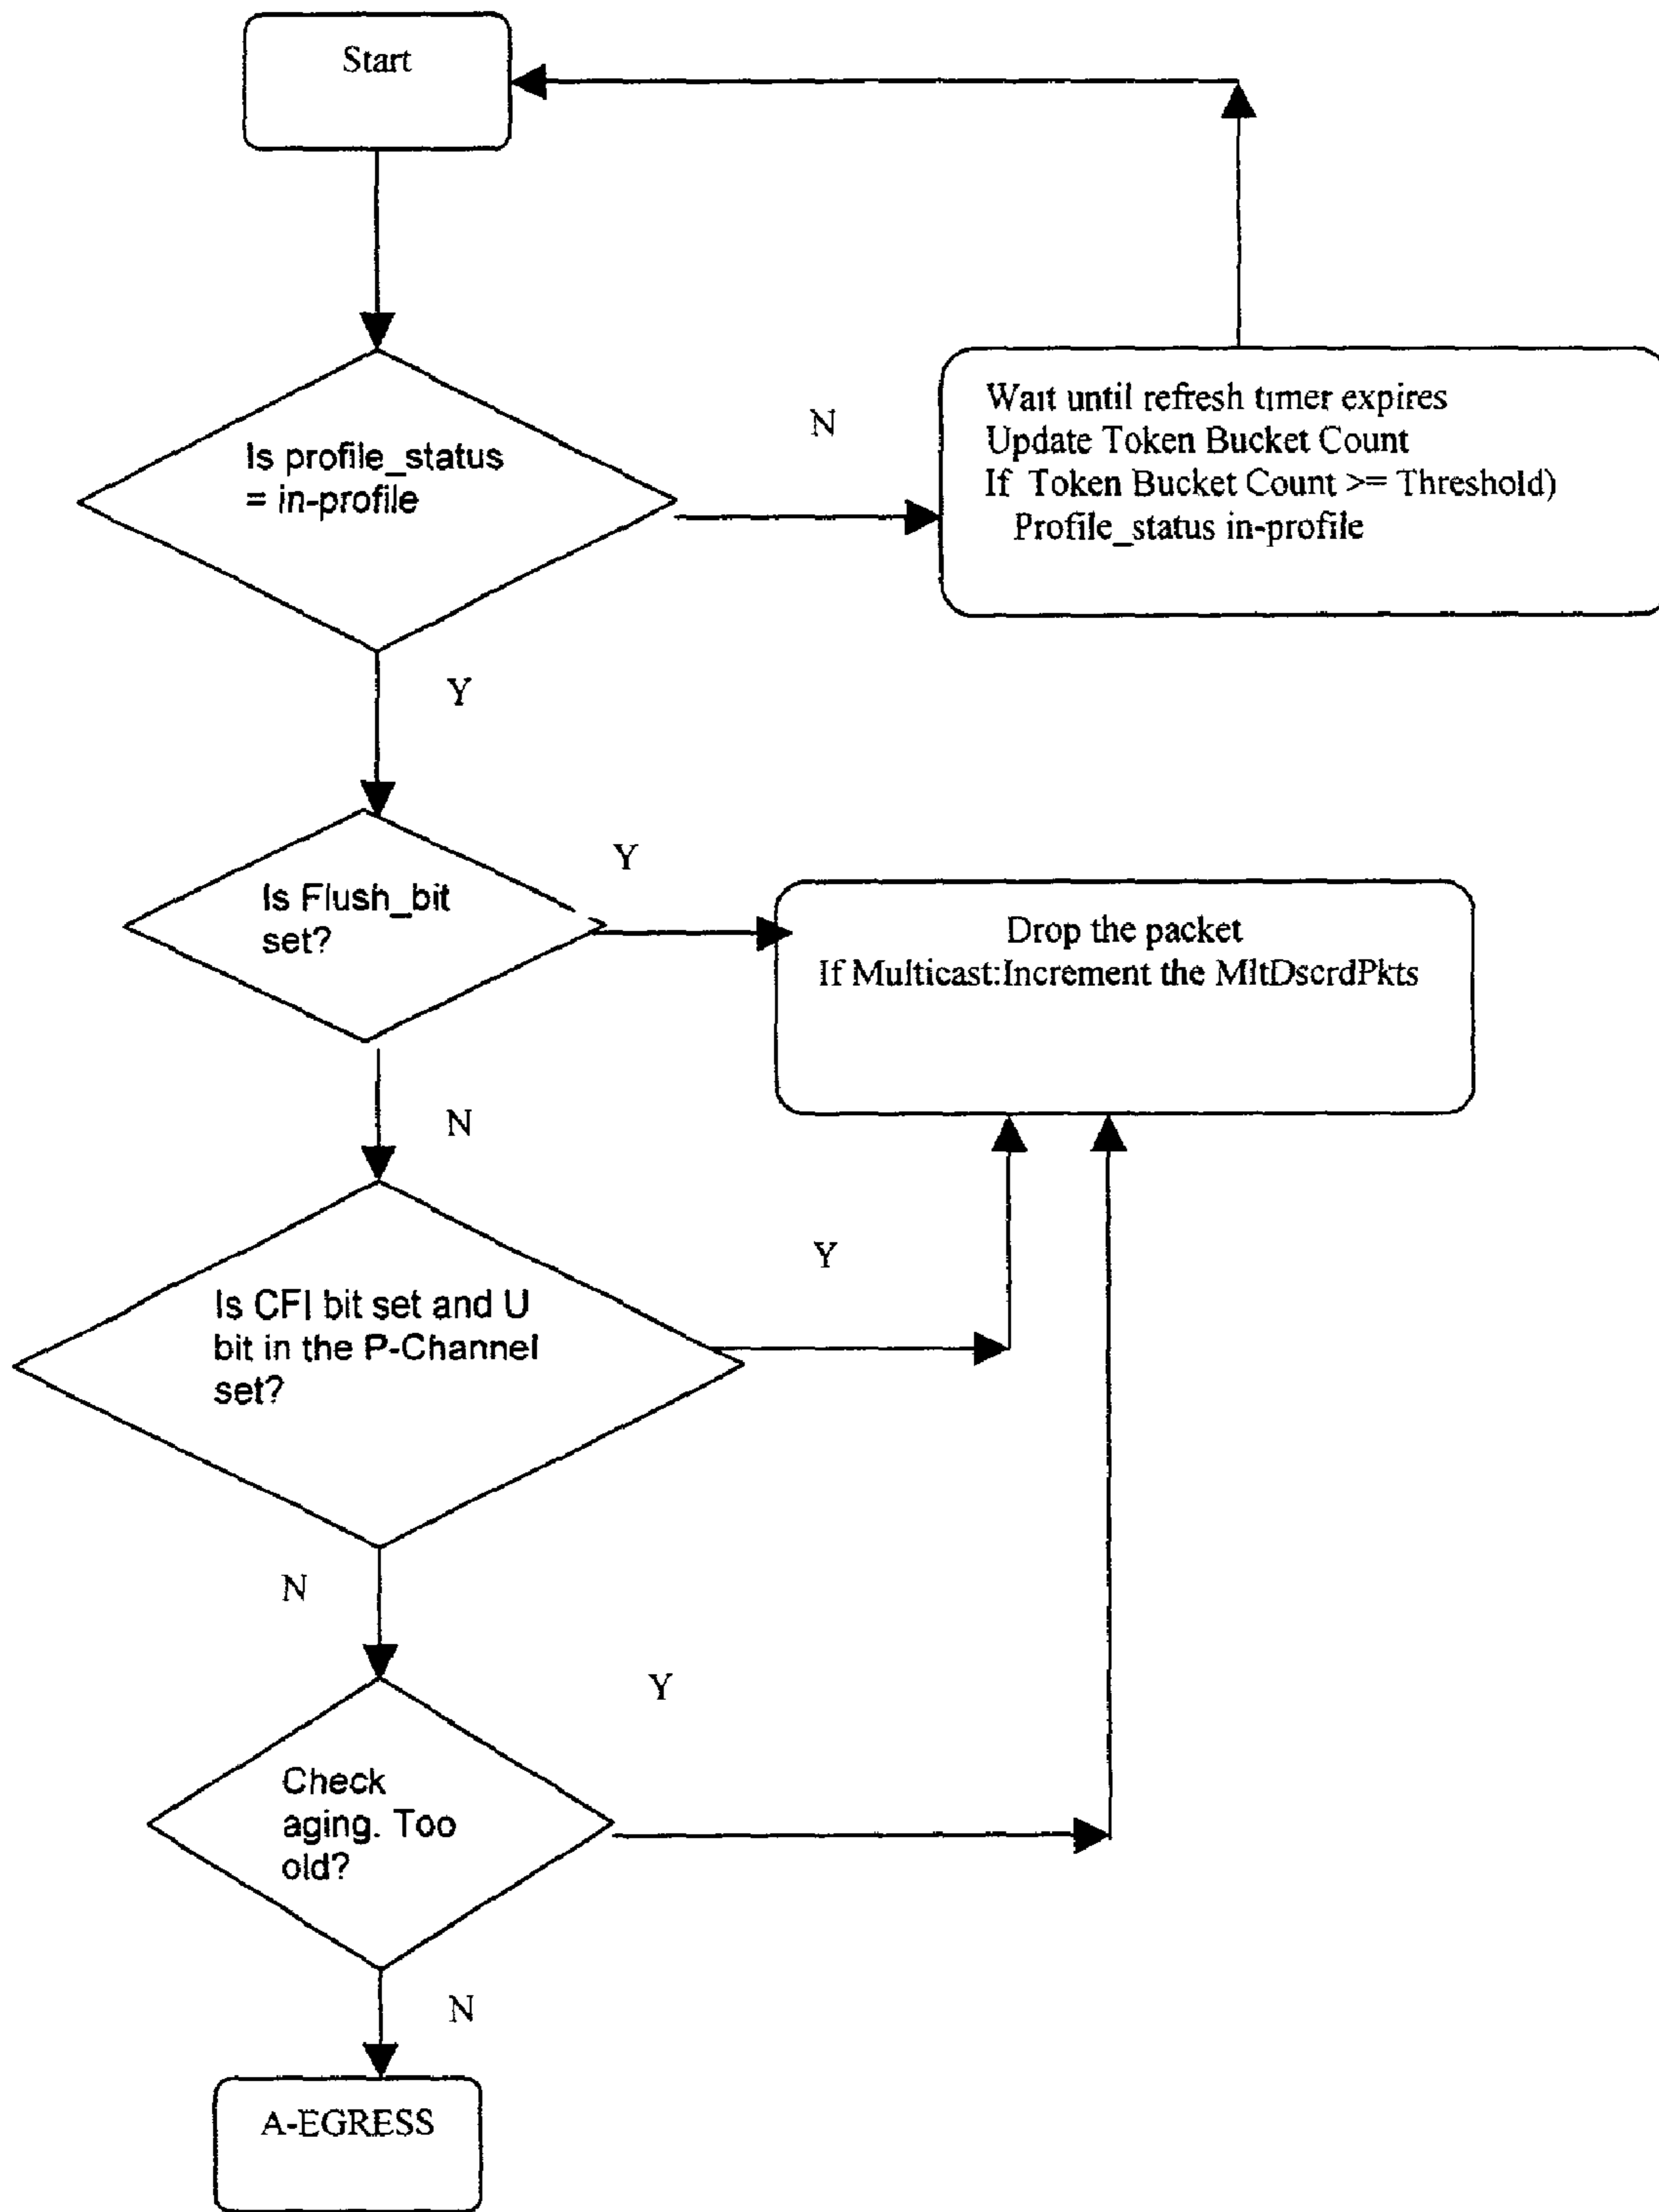 Start
Is profile_status
= in-profile
N
Wait until refresh timer expires
Update Token Bucket Count
If Token Bucket Count >= Threshold)
Profile_status in-profile
Y
Is Flush_bit
set?
Y
Drop the packet
If Multicast:Increment the MltDscrdPkts
N
Is CFI bit set and U
bit in the P-Channel
set?
Y
N
Check
aging. Too
old?
Y
N
A-EGRESS